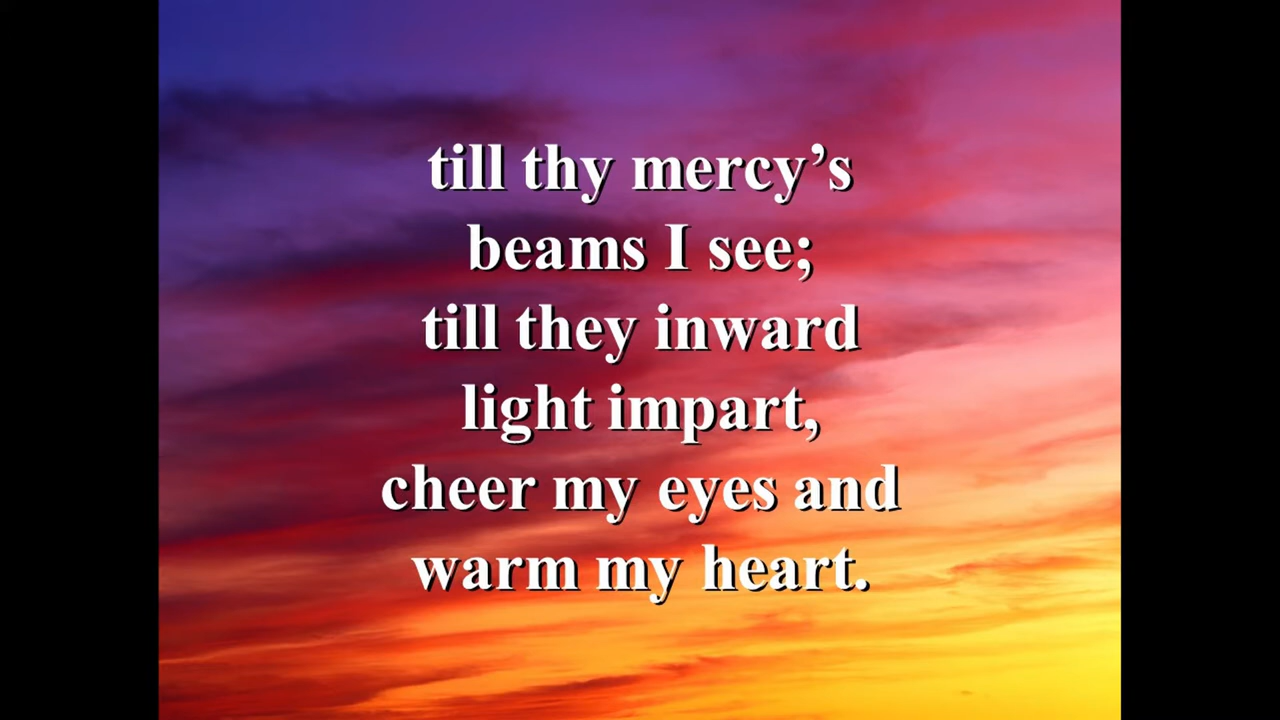 till thy mercy’s
beams I see;
till they inward
light impart,
cheer my eyes and
warm my heart.